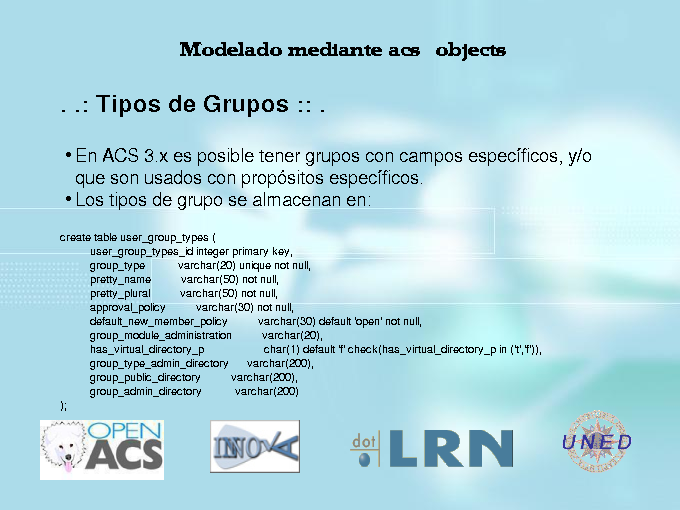 Modelado mediante acs objects
. .: Tipos de Grupos :: .
•En ACS 3.x es posible tener grupos con campos específicos, y/o
que son usados con propósitos específicos.
•Los tipos de grupo se almacenan en:
create table user_group_types (
user_group_types_id integer primary key,
group_type varchar(20) unique not null,
pretty_name varchar(50) not null,
pretty_plural varchar(50) not null,
approval_policy varchar(30) not null,
default_new_member_policy varchar(30) default 'open' not null,
group_module_administration varchar(20),
has_virtual_directory_p char(1) default 'f' check(has_virtual_directory_p in ('t','f')),
group_type_admin_directory varchar(200),
group_public_directory varchar(200),
group_admin_directory varchar(200)
);
OPEN
ACS
INNOVA
dot LRN
UNED